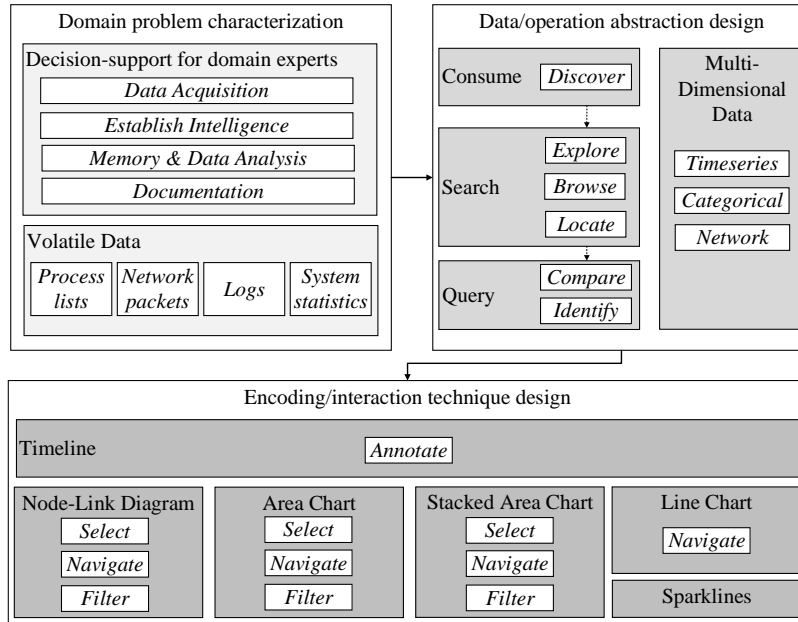 Domain problem characterization
Decision-support for domain experts
Data Acquisition
Establish Intelligence
Memory & Data Analysis
Documentation
Volatile Data
Process
lists
Network
packets
Logs
System
statistics
Data/operation abstraction design
Consume
Discover
Search
Explore
Browse
Locate
Query
Compare
Identify
Multi-
Dimensional
Data
Timeseries
Categorical
Network
Encoding/interaction technique design
Timeline
Annotate
Node-Link Diagram
Select
Navigate
Filter
Area Chart
Select
Navigate
Filter
Stacked Area Chart
Select
Navigate
Filter
Line Chart
Navigate
Sparklines